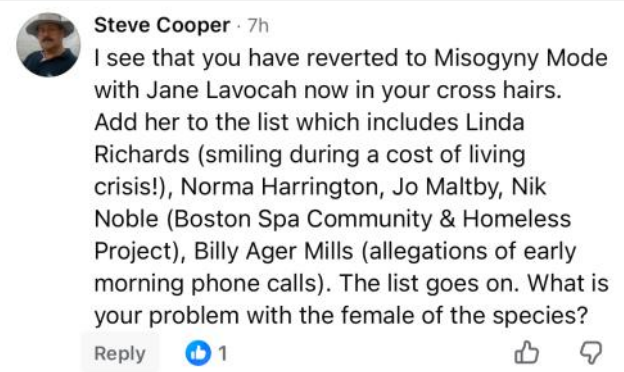 Steve Cooper · 7h
I see that you have reverted to Misogyny Mode
with Jane Lavocah now in your cross hairs.
Add her to the list which includes Linda
Richards (smiling during a cost of living
crisis!), Norma Harrington, Jo Maltby, Nik
Noble (Boston Spa Community & Homeless
Project), Billy Ager Mills (allegations of early
morning phone calls). The list goes on. What is
your problem with the female of the species?
Reply 1